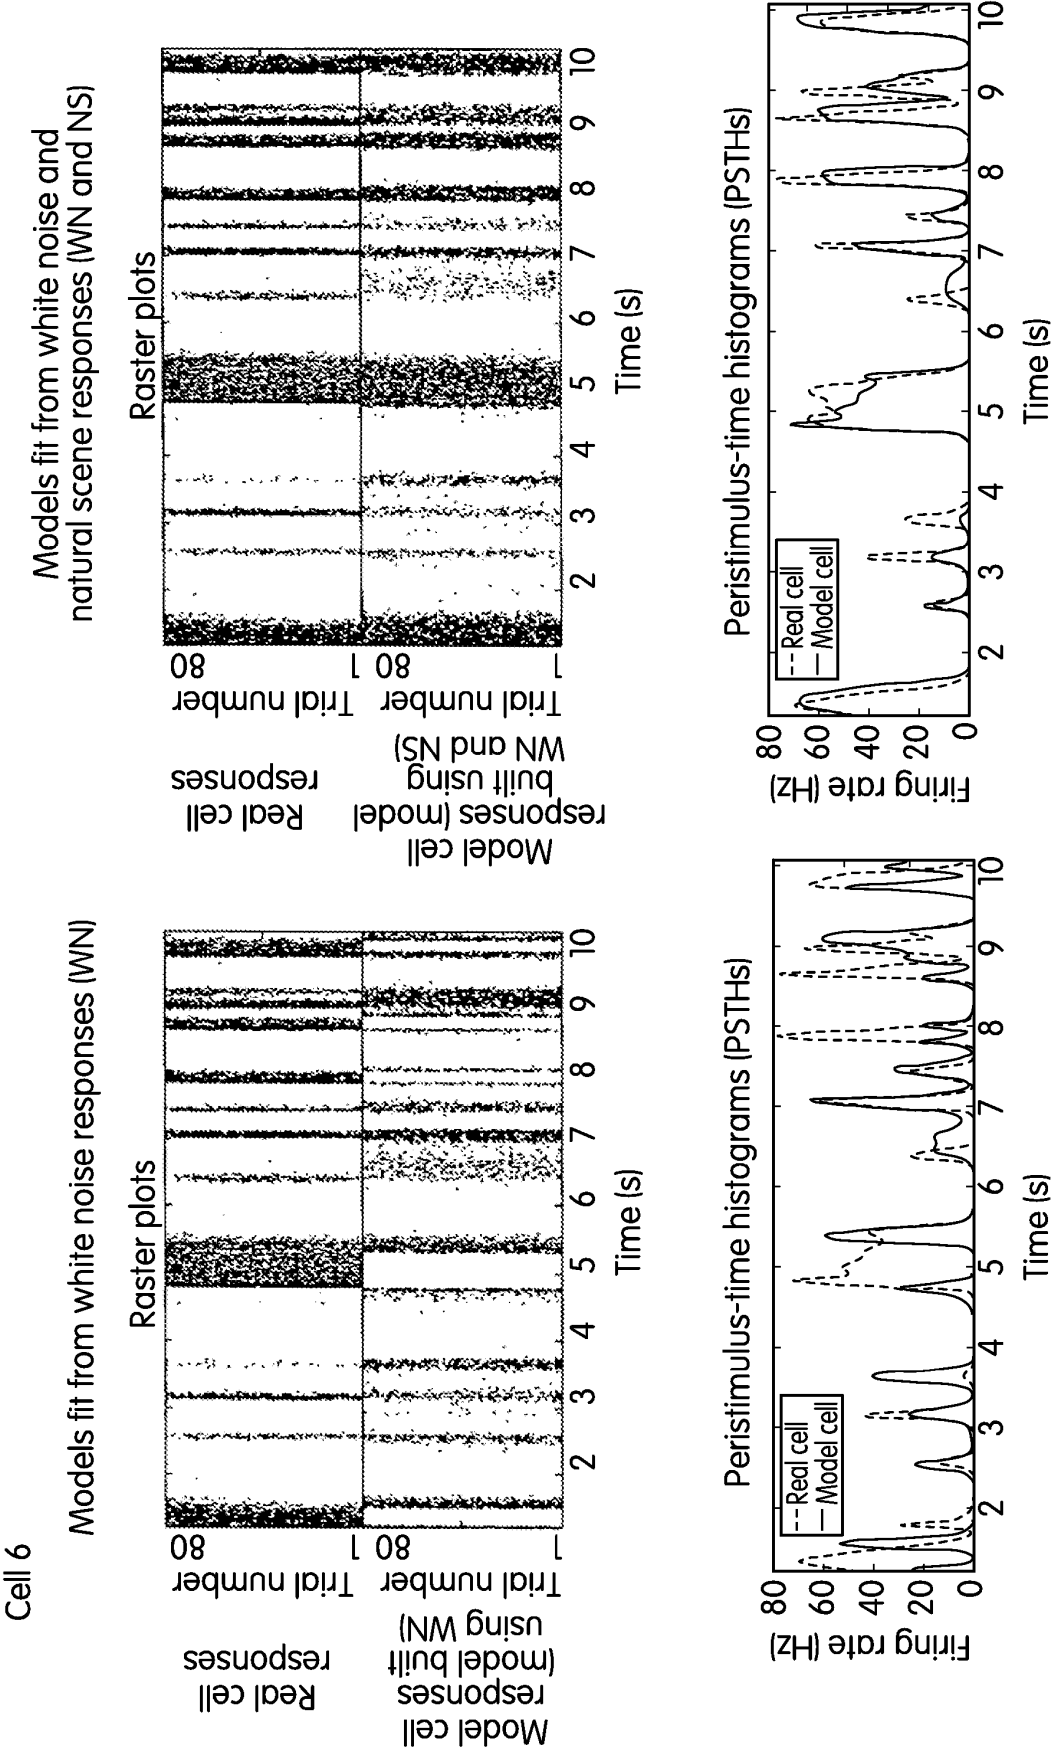 Cell 6
Models fit from white noise responses (WN)
Raster plots
Real cell
responses
Trial number
80
1
Model cell
responses
(model built
using WN)
Trial number
80
1
2 3 4 5 6 7 8 9 10
Time (s)
Peristimulus-time histograms (PSTHs)
Firing rate (Hz)
80
60
40
20
0
Real cell
Model cell
2 3 4 5 6 7 8 9 10
Time (s)
Models fit from white noise and
natural scene responses (WN and NS)
Raster plots
Real cell
responses
Trial number
80
1
Model cell
responses (model
built using
WN and NS)
Trial number
80
1
2 3 4 5 6 7 8 9 10
Time (s)
Peristimulus-time histograms (PSTHs)
Firing rate (Hz)
80
60
40
20
0
Real cell
Model cell
2 3 4 5 6 7 8 9 10
Time (s)